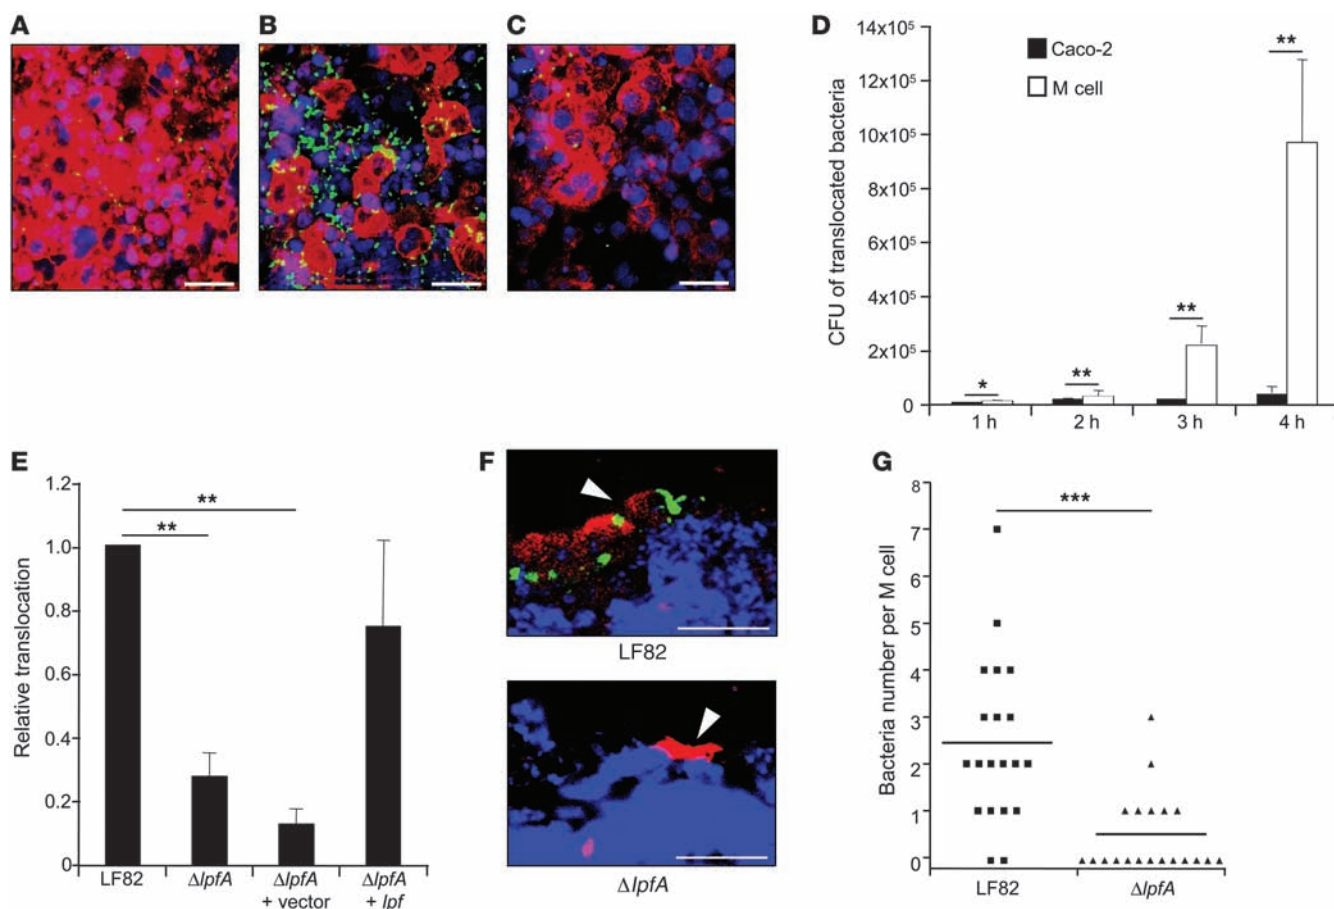 A
B
C
D
14x10⁵
12x10⁵
10x10⁵
8x10⁵
6x10⁵
4x10⁵
2x10⁵
0
CFU of translocated bacteria
Caco-2
M cell
*
**
**
**
1 h
2 h
3 h
4 h
E
1.2
1.0
0.8
0.6
0.4
0.2
0
Relative translocation
**
**
LF82
ΔlpfA
ΔlpfA
+ vector
ΔlpfA
+ lpf
F
LF82
ΔlpfA
G
8
7
6
5
4
3
2
1
0
Bacteria number per M cell
***
LF82
ΔlpfA